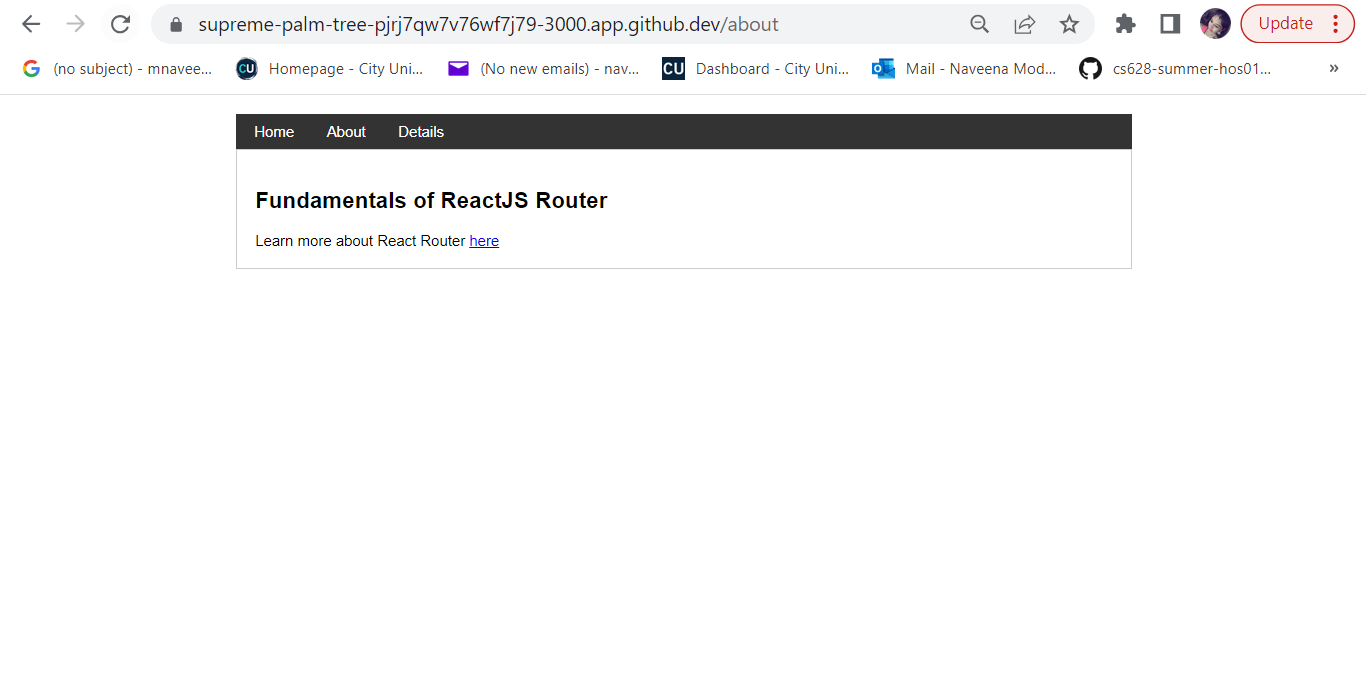 supreme-palm-tree-pjrj7qw7v76wf7j79-3000.app.github.dev/about Update
(no subject) - mnavee... CU Homepage - City Uni... (No new emails) - nav... CU Dashboard - City Uni... Mail - Naveena Mod... cs628-summer-hos01... »
Home About Details
Fundamentals of ReactJS Router
Learn more about React Router here